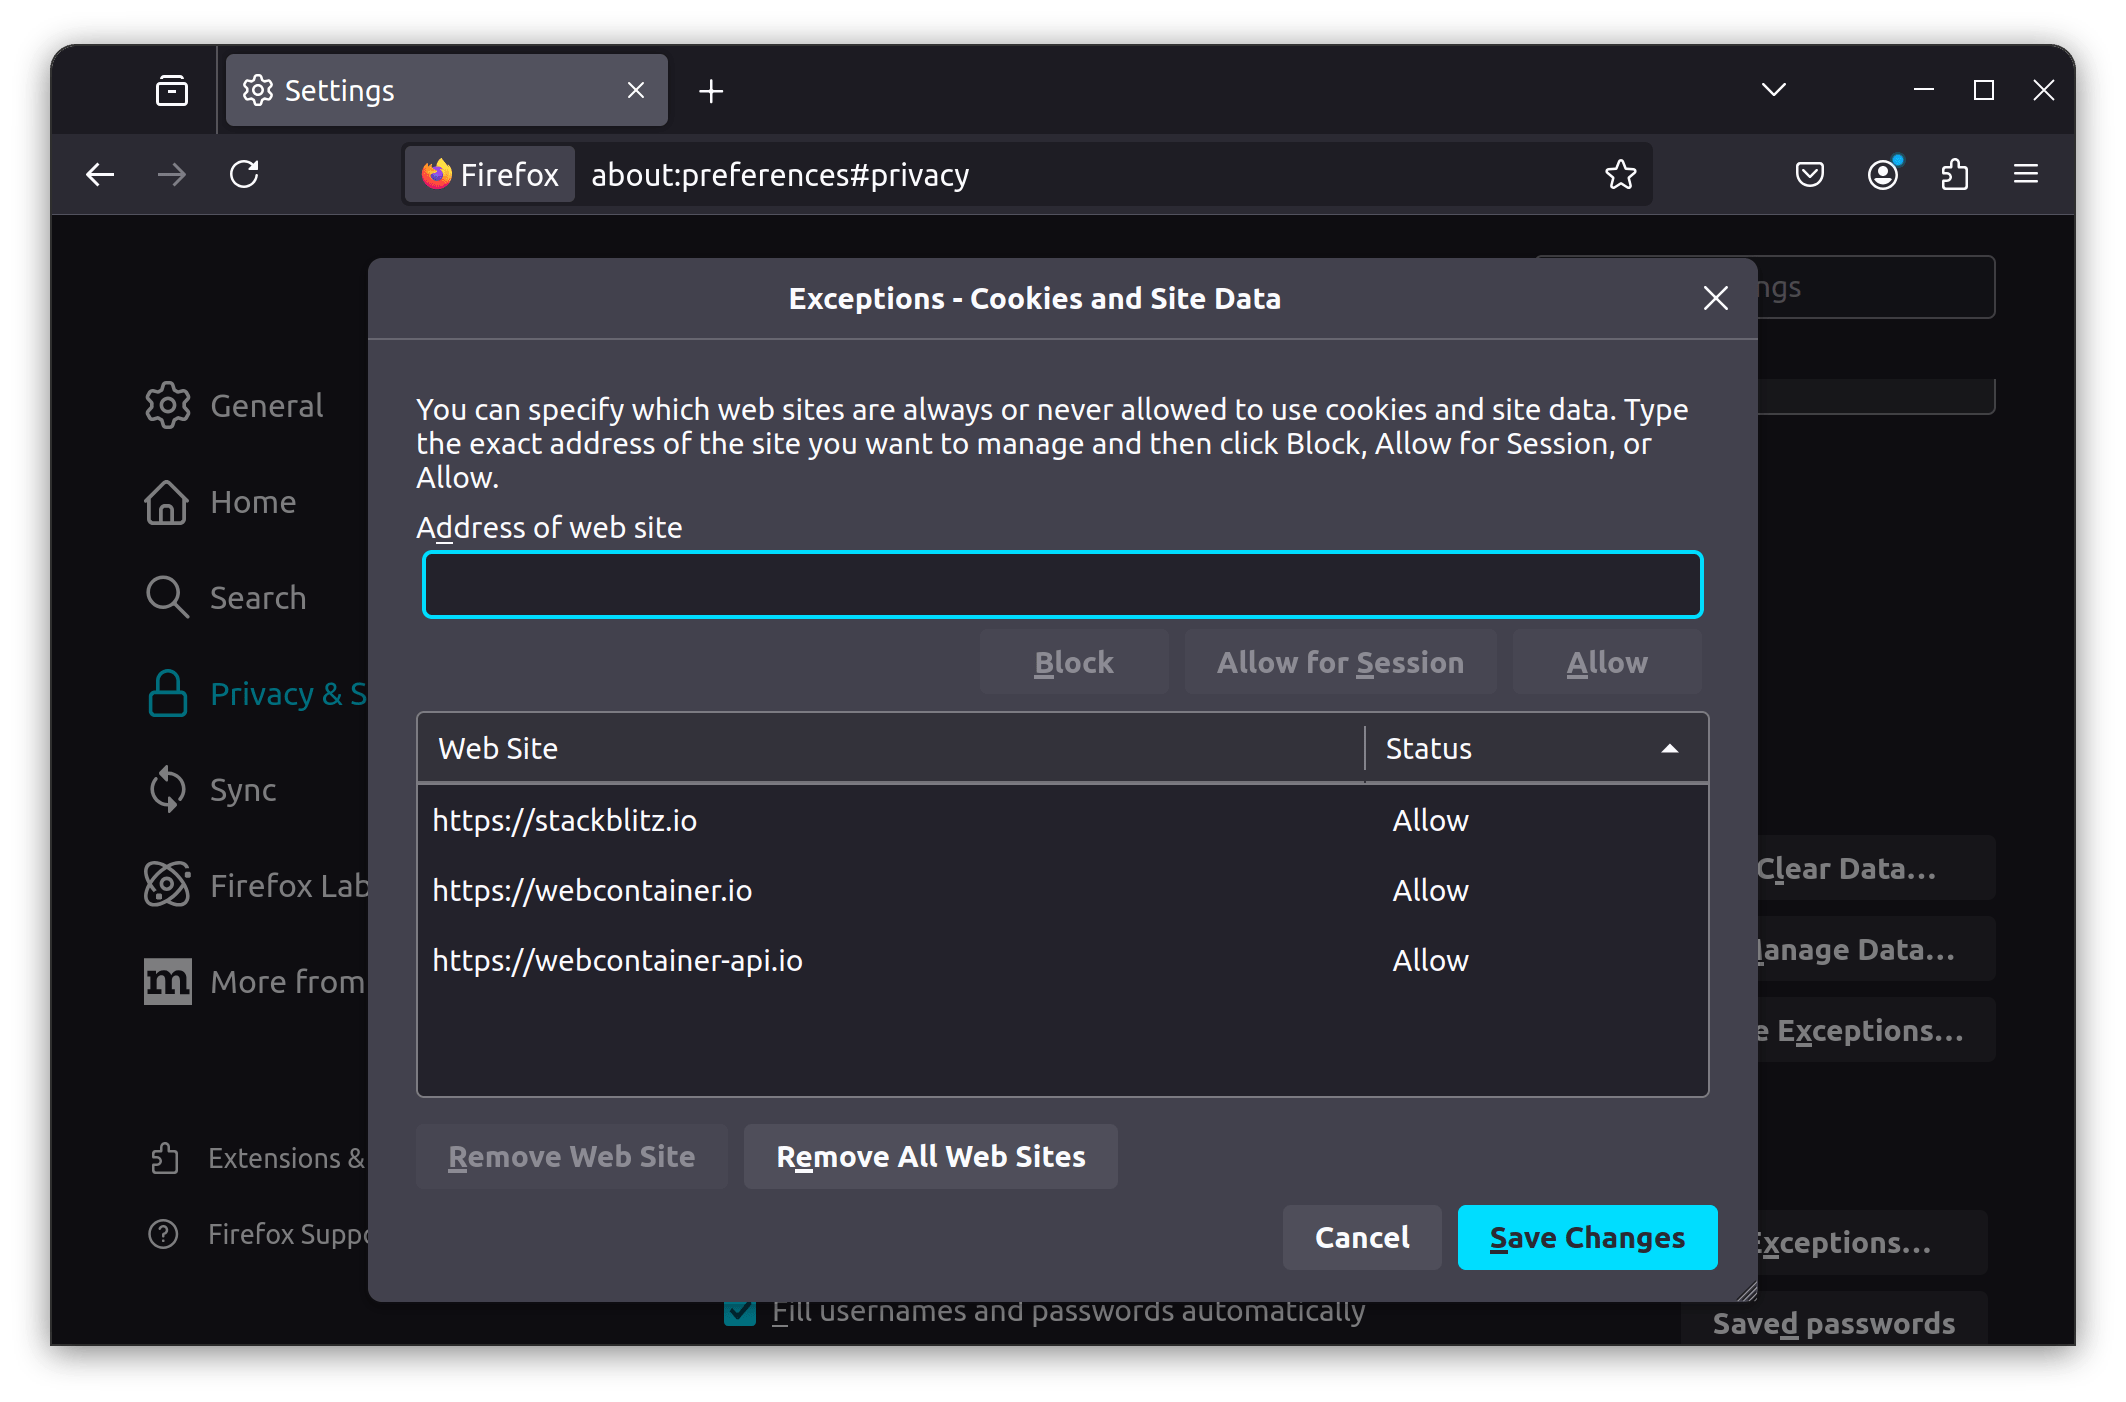 Settings
Firefox about:preferences#privacy
ngs
Exceptions - Cookies and Site Data
You can specify which web sites are always or never allowed to use cookies and site data. Type
the exact address of the site you want to manage and then click Block, Allow for Session, or
Allow.
Address of web site
Block Allow for Session Allow
Web Site Status
https://stackblitz.io Allow
https://webcontainer.io Allow
https://webcontainer-api.io Allow
Remove Web Site Remove All Web Sites
Cancel Save Changes
General
Home
Search
Privacy & S
Sync
Firefox Lab
More from
Extensions &
Firefox Suppo
Clear Data...
Manage Data...
e Exceptions...
Exceptions...
Fill usernames and passwords automatically
Saved passwords